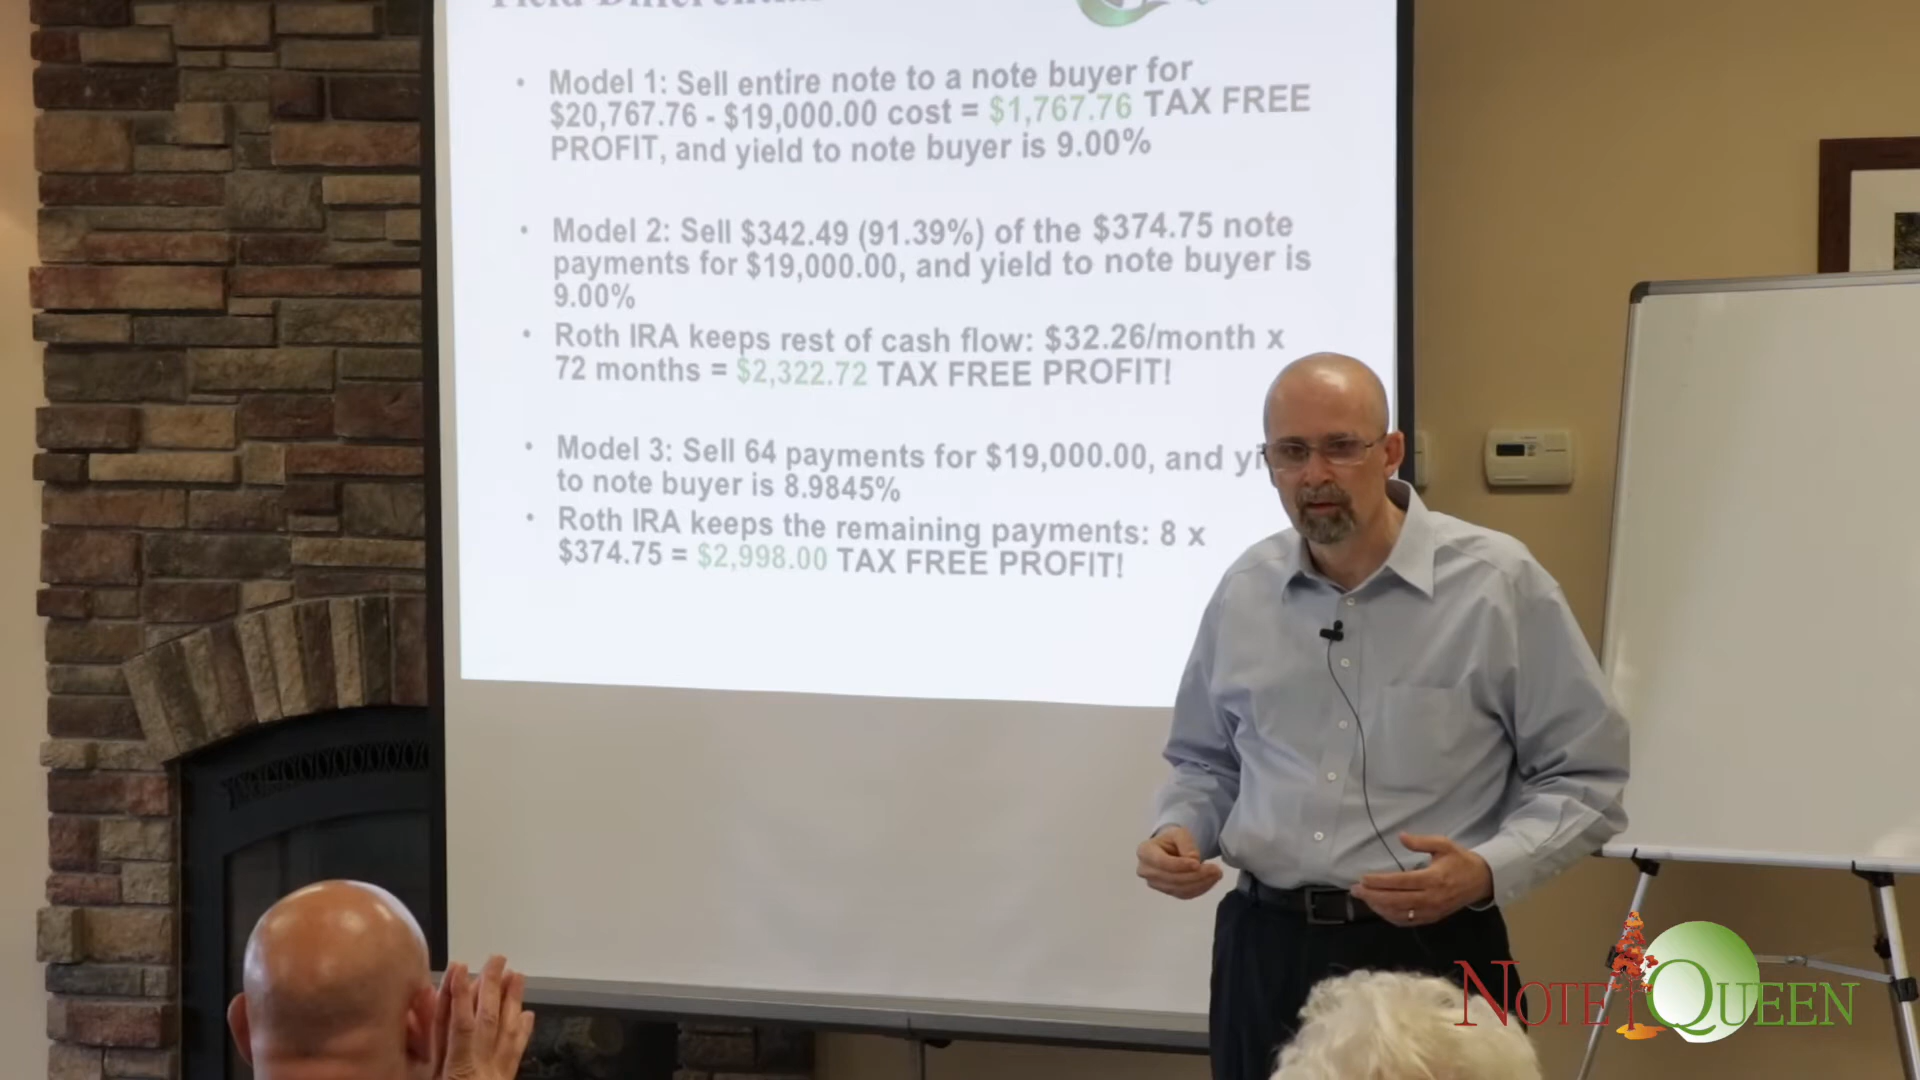 • Model 1: Sell entire note to a note buyer for
$20,767.76 - $19,000.00 cost = $1,767.76 TAX FREE
PROFIT, and yield to note buyer is 9.00%
• Model 2: Sell $342.49 (91.39%) of the $374.75 note
payments for $19,000.00, and yield to note buyer is
9.00%
• Roth IRA keeps rest of cash flow: $32.26/month x
72 months = $2,322.72 TAX FREE PROFIT!
• Model 3: Sell 64 payments for $19,000.00, and
to note buyer is 8.9845%
• Roth IRA keeps the remaining payments: 8 x
$374.75 = $2,998.00 TAX FREE PROFIT!
NOTE QUEEN